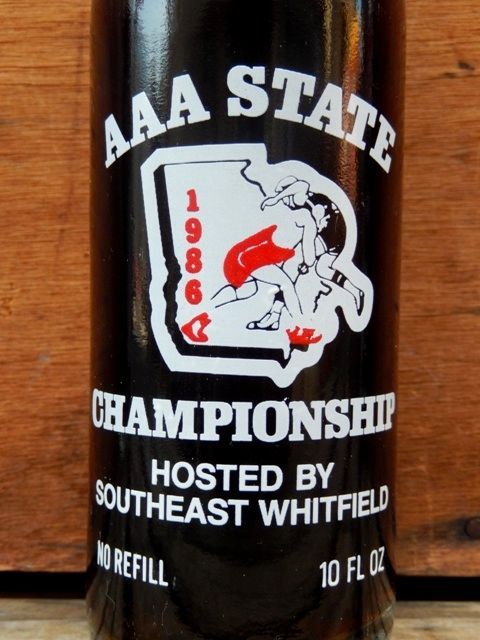 AAA STATE
1986
CHAMPIONSHIP
HOSTED BY
SOUTHEAST WHITFIELD
NO REFILL
10 FL OZ